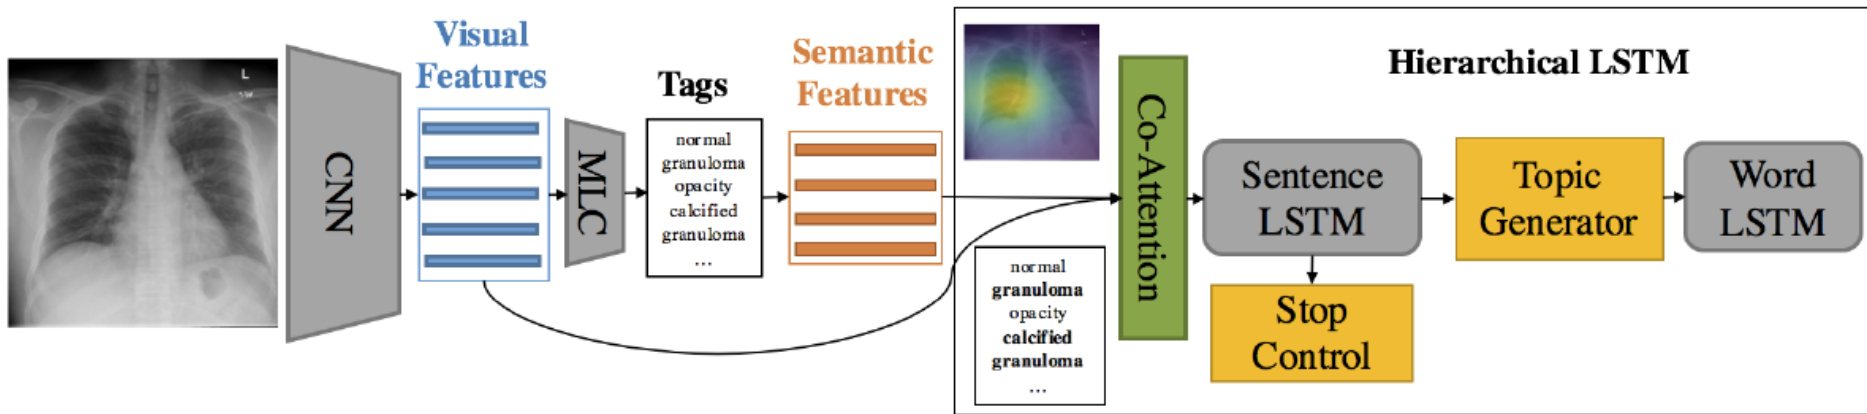 L
CNN
Visual
Features
MLC
Tags
normal
granuloma
opacity
calcified
granuloma
...
Semantic
Features
Hierarchical LSTM
normal
granuloma
opacity
calcified
granuloma
...
Co-Attention
Sentence
LSTM
Stop
Control
Topic
Generator
Word
LSTM